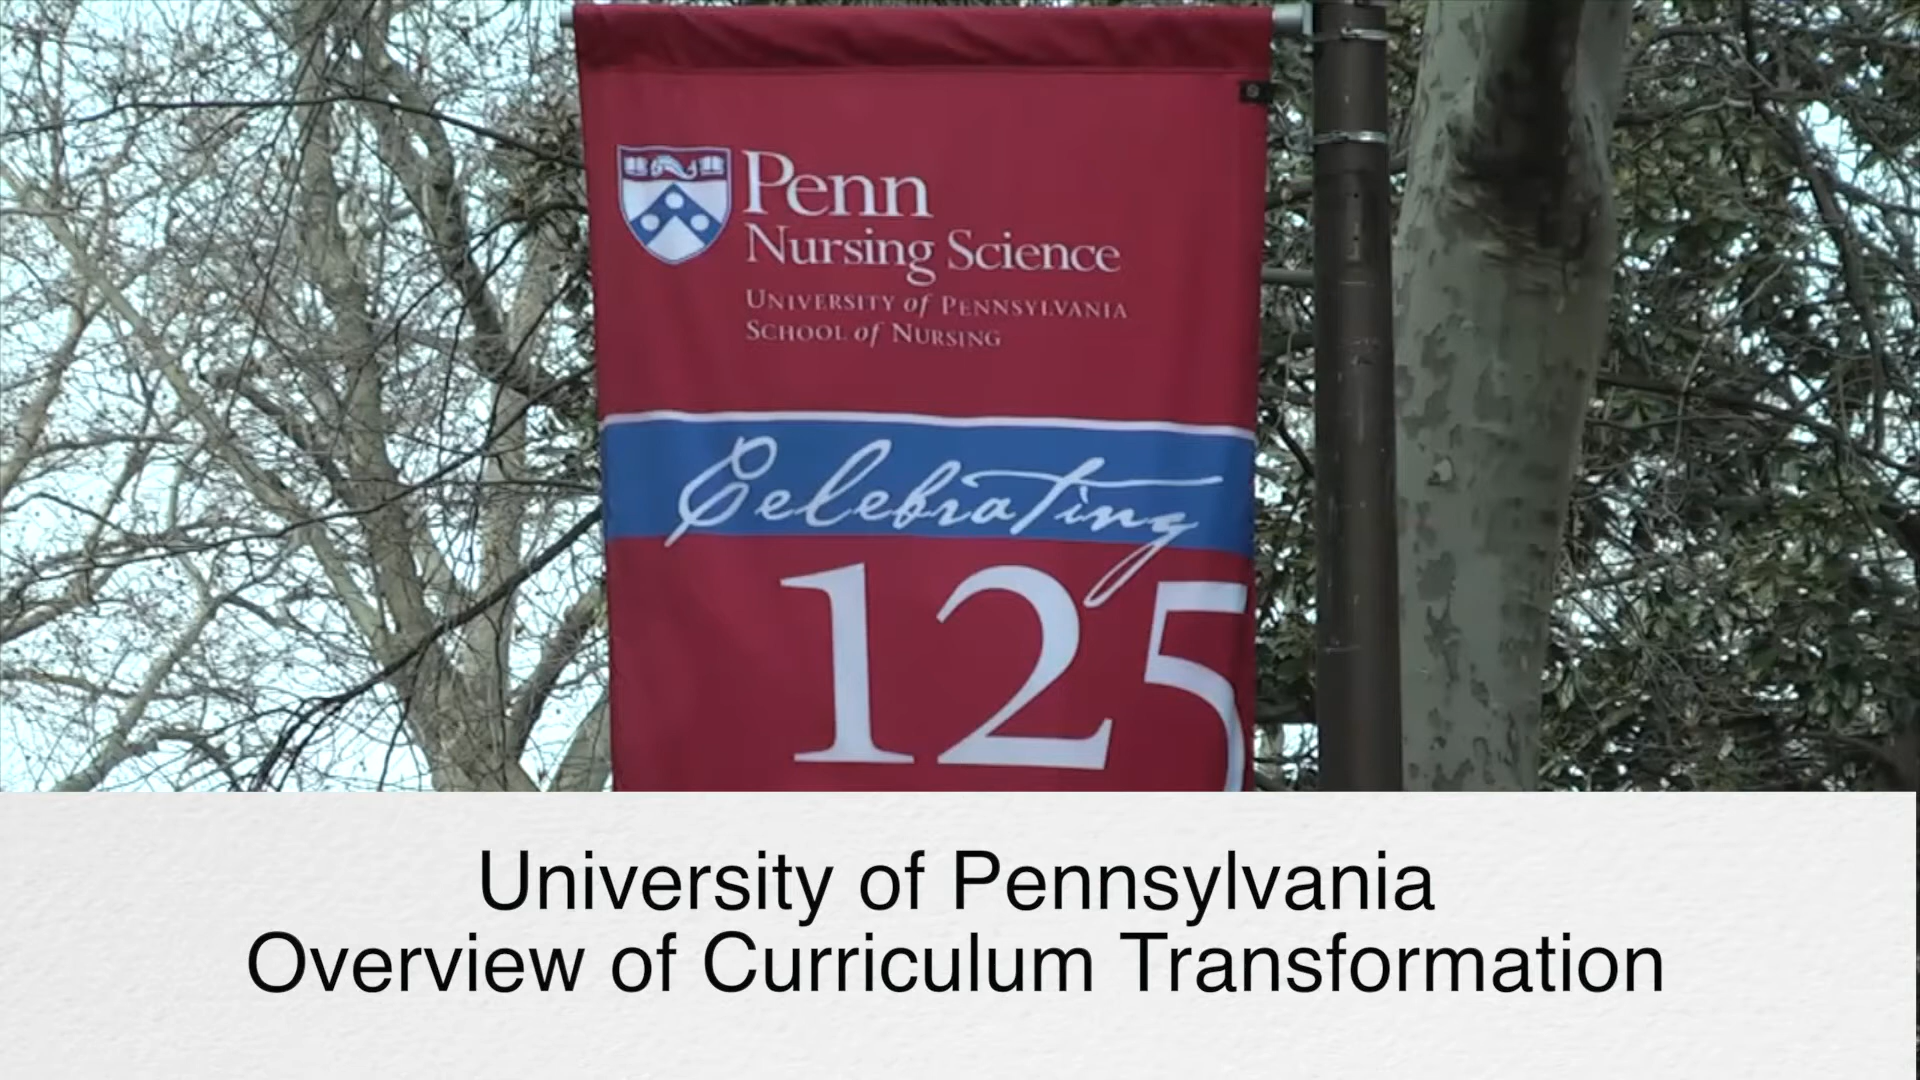 Penn
Nursing Science
UNIVERSITY of PENNSYLVANIA
SCHOOL of NURSING
Celebrating
125
University of Pennsylvania
Overview of Curriculum Transformation